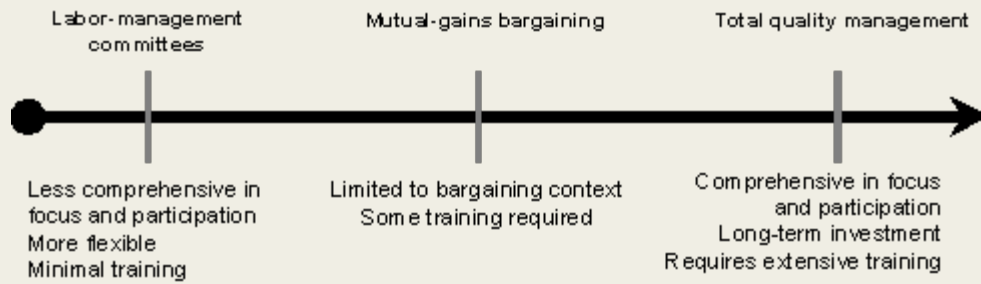 Labor-management
committees
Mutual-gains bargaining
Total quality management
Less comprehensive in
focus and participation
More flexible
Minimal training
Limited to bargaining context
Some training required
Comprehensive in focus
and participation
Long-term investment
Requires extensive training